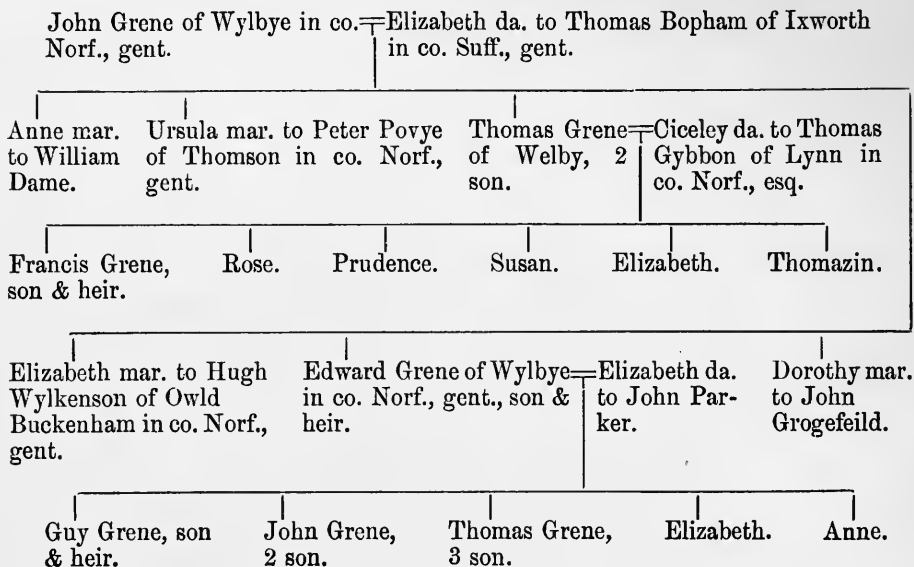 John Grene of Wylbye in co.=Elizabeth da. to Thomas Bopham of Ixworth
Norf., gent.
in co. Suff., gent.
Anne mar.
to William
Dame.
Ursula mar. to Peter Povye
of Thomson in co. Norf.,
gent.
Thomas Grene=Ciceley da. to Thomas
of Welby, 2
son.
Gybbon of Lynn in
co. Norf., esq.
Francis Grene,
son & heir.
Rose.
Prudence.
Susan.
Elizabeth.
Thomazin.
Elizabeth mar. to Hugh
Wylkenson of Owld
Buckenham in co. Norf.,
gent.
Edward Grene of Wylbye=Elizabeth da.
in co. Norf., gent., son &
heir.
to John Par-
ker.
Dorothy mar.
to John
Grogefeild.
Guy Grene, son
& heir.
John Grene,
2 son.
Thomas Grene,
3 son.
Elizabeth.
Anne.